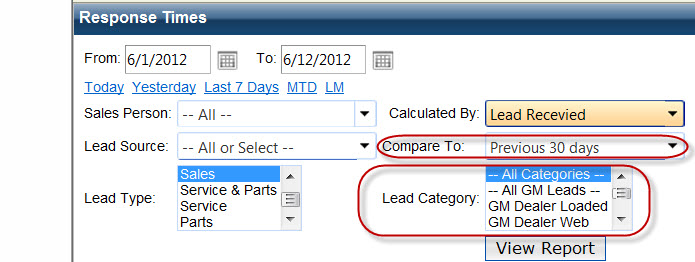 Response Times
From: 6/1/2012 To: 6/12/2012
Today Yesterday Last 7 Days MTD LM
Sales Person: -- All -- Calculated By: Lead Recevied
Lead Source: -- All or Select -- Compare To: Previous 30 days
Lead Type: Sales
Service & Parts
Service
Parts
Lead Category: -- All Categories --
-- All GM Leads --
GM Dealer Loaded
GM Dealer Web
View Report